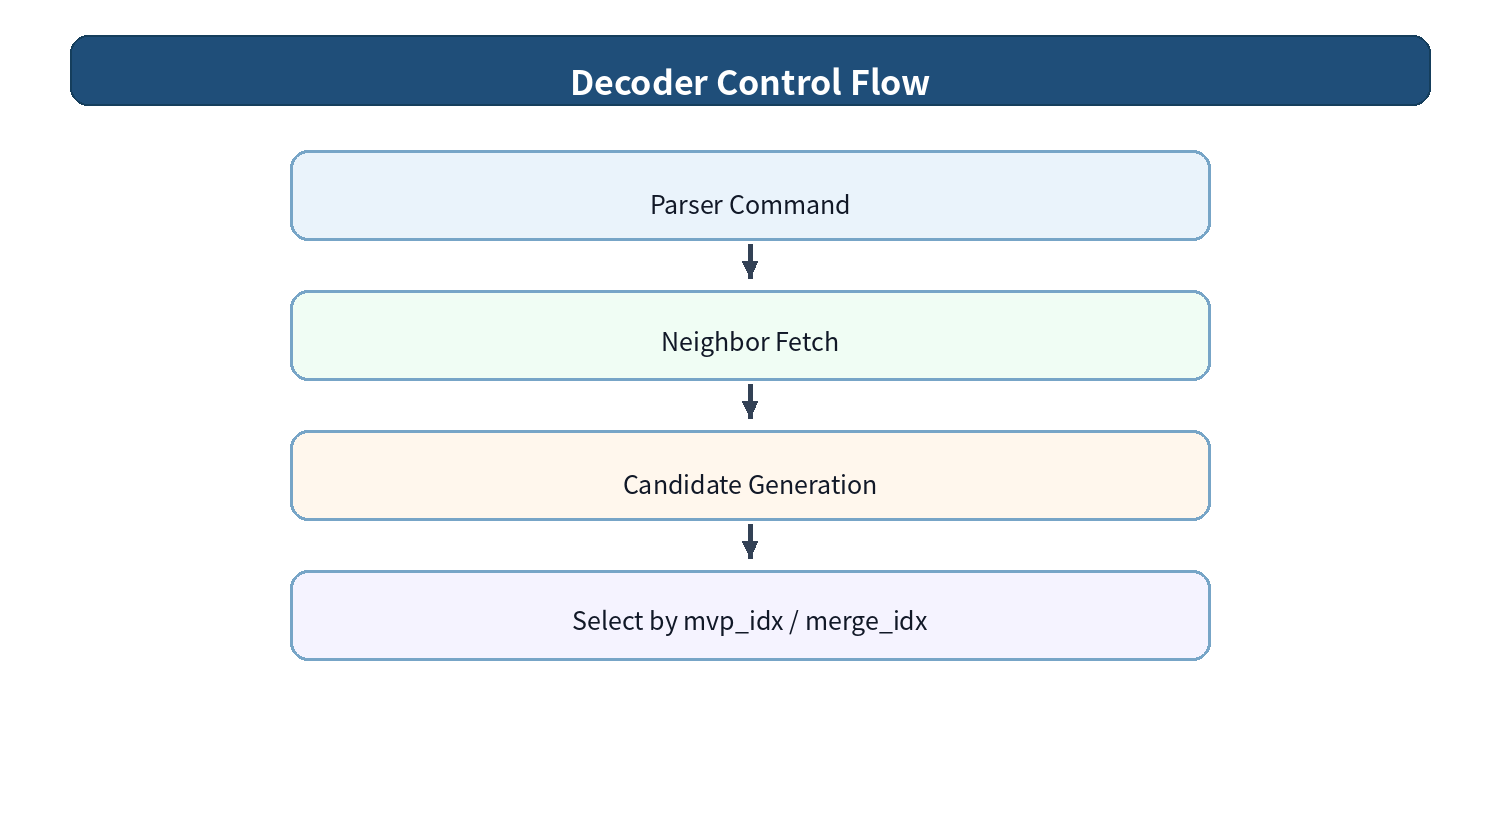 Decoder Control Flow
Parser Command
Neighbor Fetch
Candidate Generation
Select by mvp_idx / merge_idx